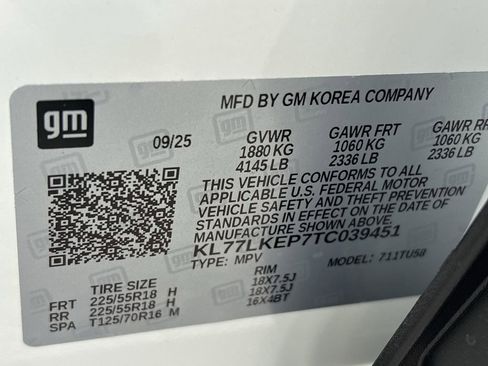 gm
MFD BY GM KOREA COMPANY
09/25 GVWR GAWR FRT GAWR RR
1880 KG 1060 KG 1060 KG
4145 LB 2336 LB 2336 LB
THIS VEHICLE CONFORMS TO ALL
APPLICABLE U.S. FEDERAL MOTOR
VEHICLE SAFETY AND THEFT PREVENTION
STANDARDS IN EFFECT ON THE DATE OF
MANUFACTURE SHOWN ABOVE.
KL77LKEP7TC039451
TYPE: MPV MODEL: 711TU58
TIRE SIZE RIM
FRT 225/55R18 H 18X7.5J
RR 225/55R18 H 18X7.5J
SPA T125/70R16 M 16X4BT